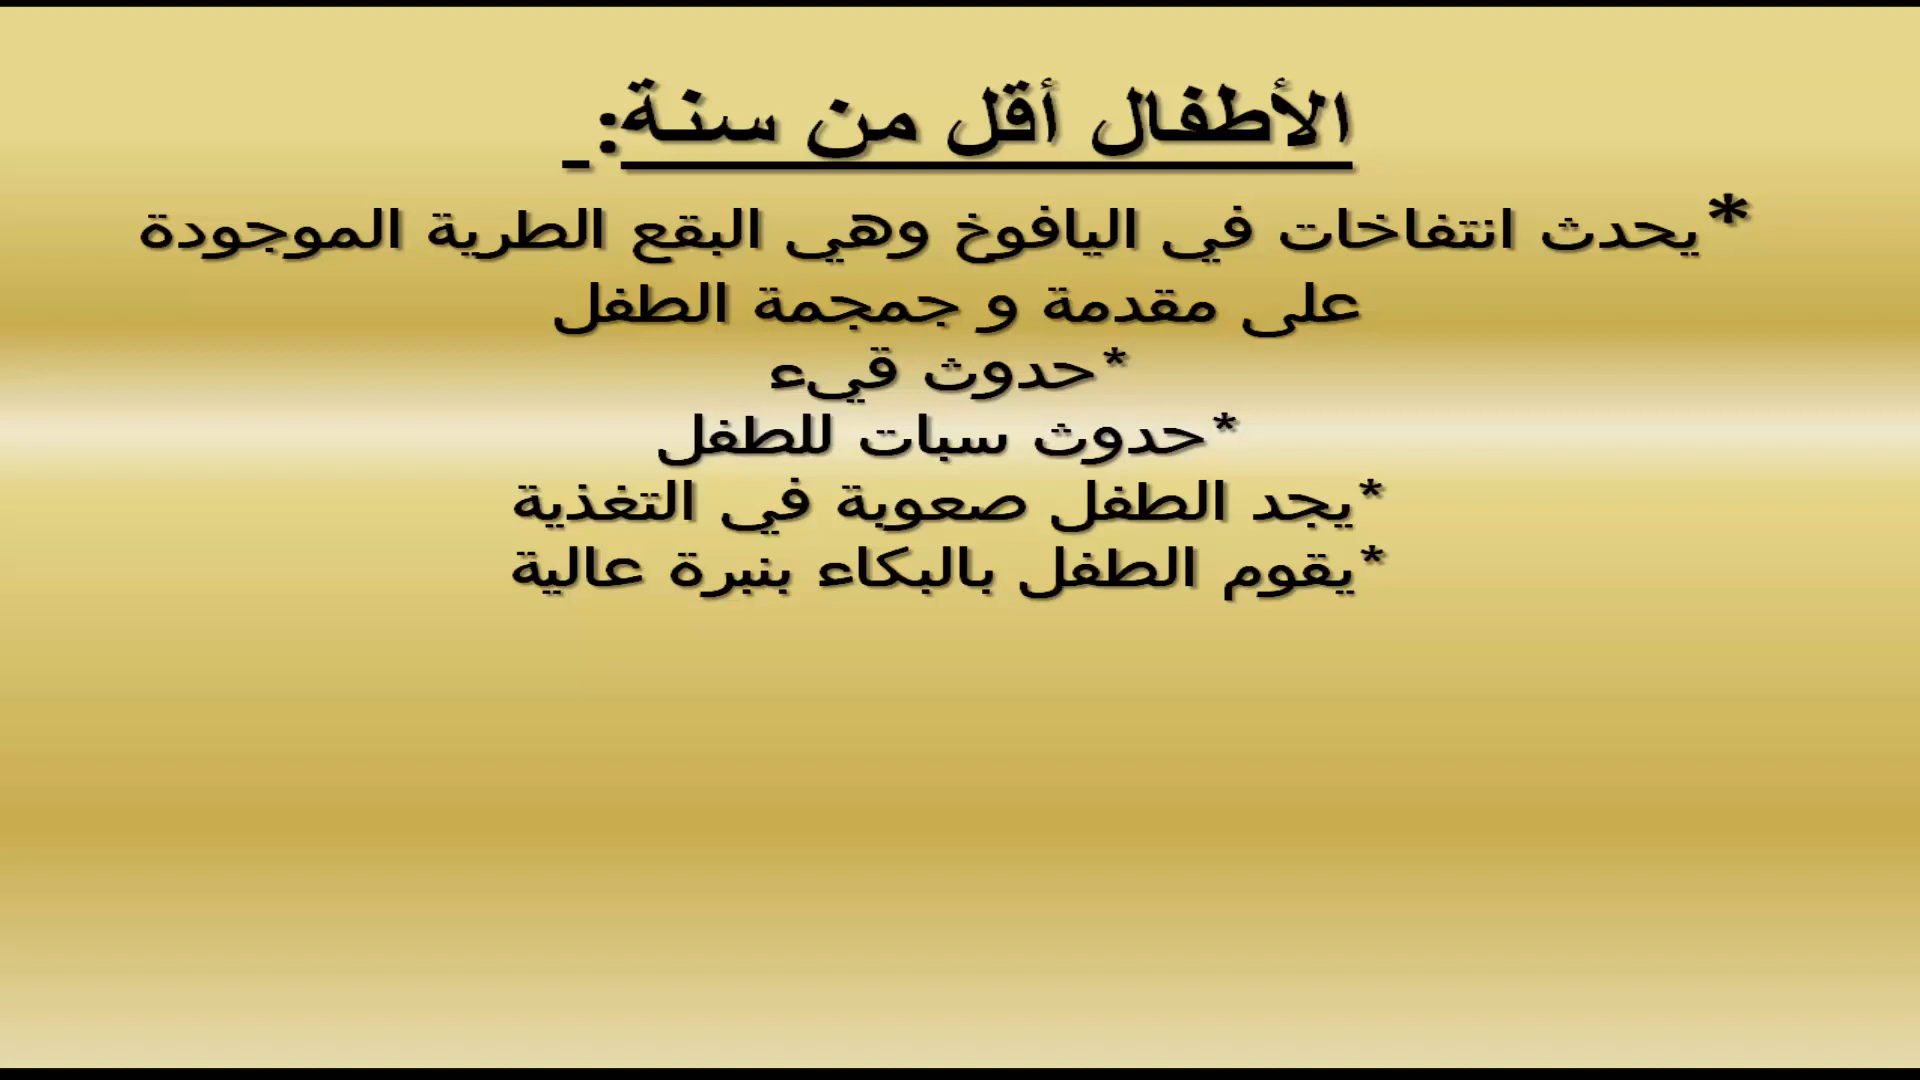 الأطفال أقل من سنة:
*يحدث انتفاخات في اليافوخ وهي البقع الطرية الموجودة
على مقدمة و جمجمة الطفل
*حدوث قيء
*حدوث سبات للطفل
*يجد الطفل صعوبة في التغذية
*يقوم الطفل بالبكاء بنبرة عالية